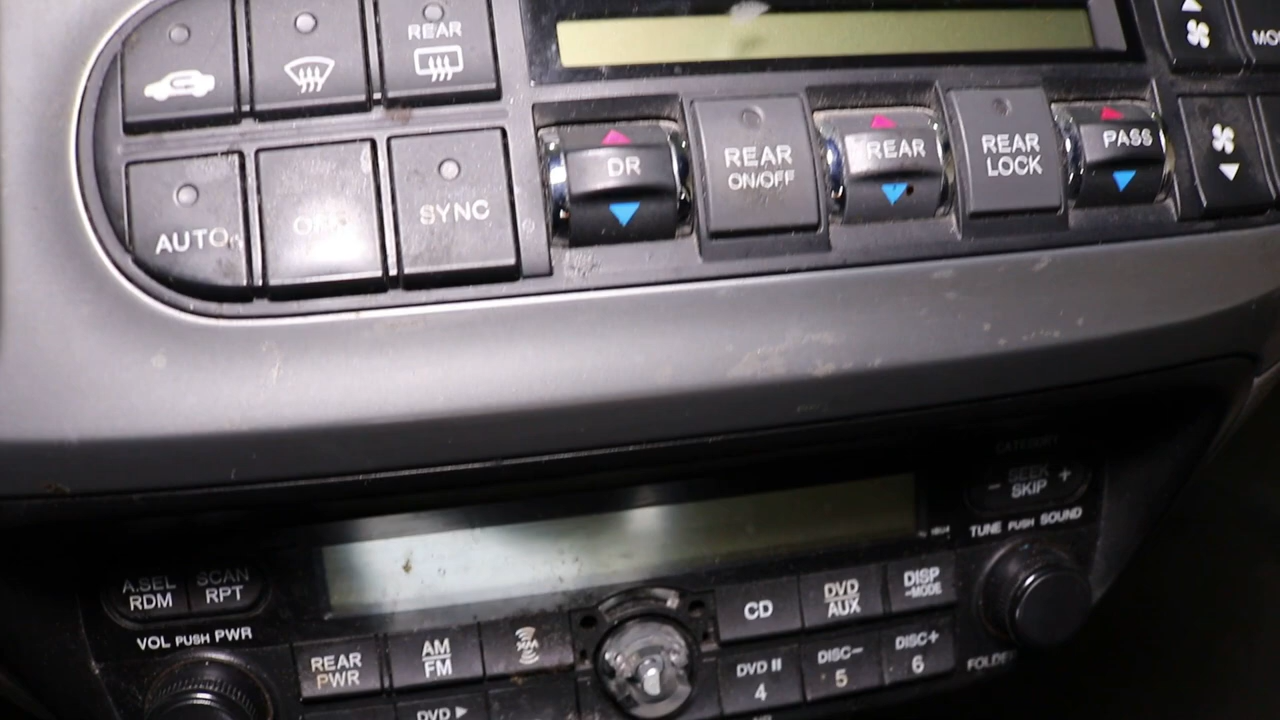 REAR
DR
REAR
ON/OFF
REAR
REAR
LOCK
PASS
AUTO
OFF
SYNC
CATEGORY
SEEK
- SKIP +
TUNE PUSH SOUND
A.SEL
RDM
SCAN
RPT
VOL PUSH PWR
REAR
PWR
AM
FM
XM
CD
DVD
AUX
DISP
-MODE
DVD II
4
DISC-
5
DISC+
6
DVD